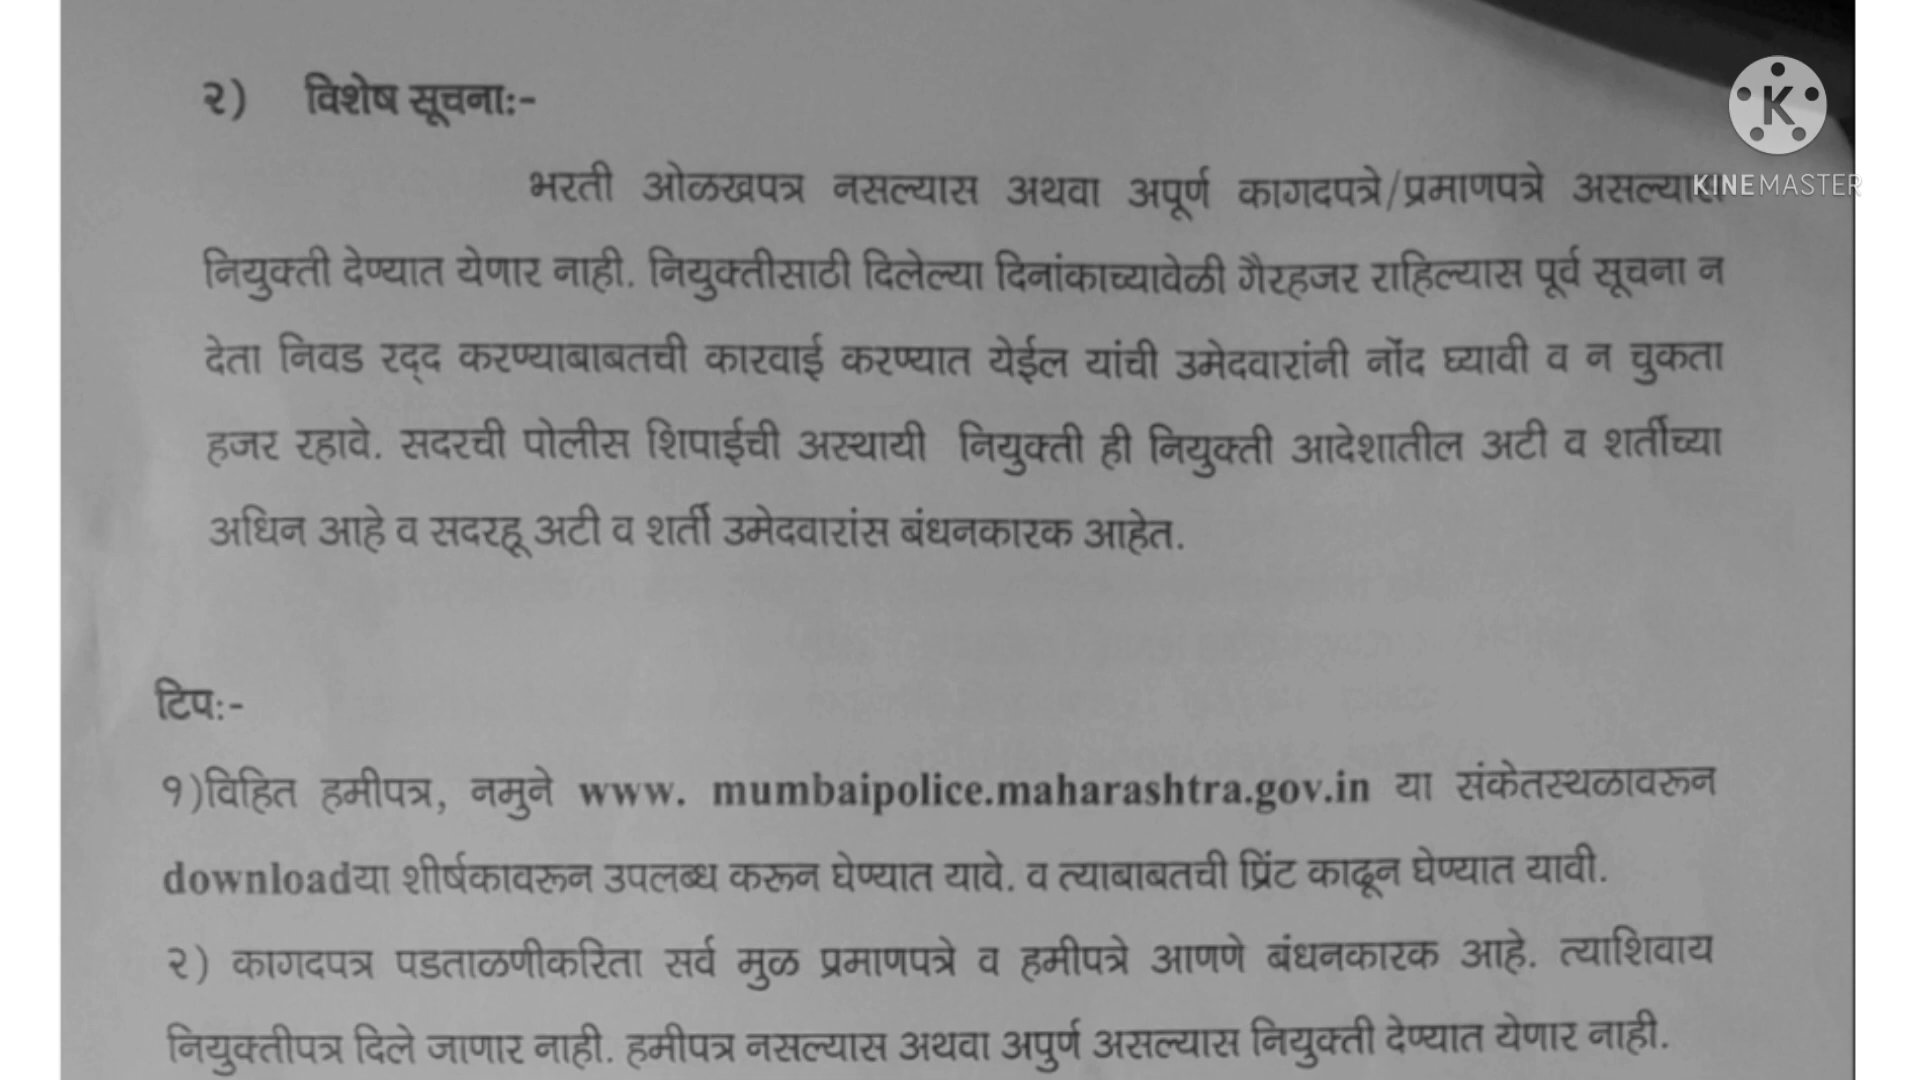 २) विशेष सूचना:-
भरती ओळखपत्र नसल्यास अथवा अपूर्ण कागदपत्रे/प्रमाणपत्रे असल्यास
नियुक्ती देण्यात येणार नाही. नियुक्तीसाठी दिलेल्या दिनांकाच्यावेळी गैरहजर राहिल्यास पूर्व सूचना न
देता निवड रद्द करण्याबाबतची कारवाई करण्यात येईल यांची उमेदवारांनी नोंद घ्यावी व न चुकता
हजर रहावे. सदरची पोलीस शिपाईची अस्थायी नियुक्ती ही नियुक्ती आदेशातील अटी व शर्तीच्या
अधिन आहे व सदरहू अटी व शर्ती उमेदवारांस बंधनकारक आहेत.
टिप:-
१)विहित हमीपत्र, नमुने www. mumbaipolice.maharashtra.gov.in या संकेतस्थळावरून
downloadया शीर्षकावरून उपलब्ध करून घेण्यात यावे. व त्याबाबतची प्रिंट काढून घेण्यात यावी.
२) कागदपत्र पडताळणीकरिता सर्व मुळ प्रमाणपत्रे व हमीपत्रे आणणे बंधनकारक आहे. त्याशिवाय
नियुक्तीपत्र दिले जाणार नाही. हमीपत्र नसल्यास अथवा अपुर्ण असल्यास नियुक्ती देण्यात येणार नाही.
K
KINEMASTER